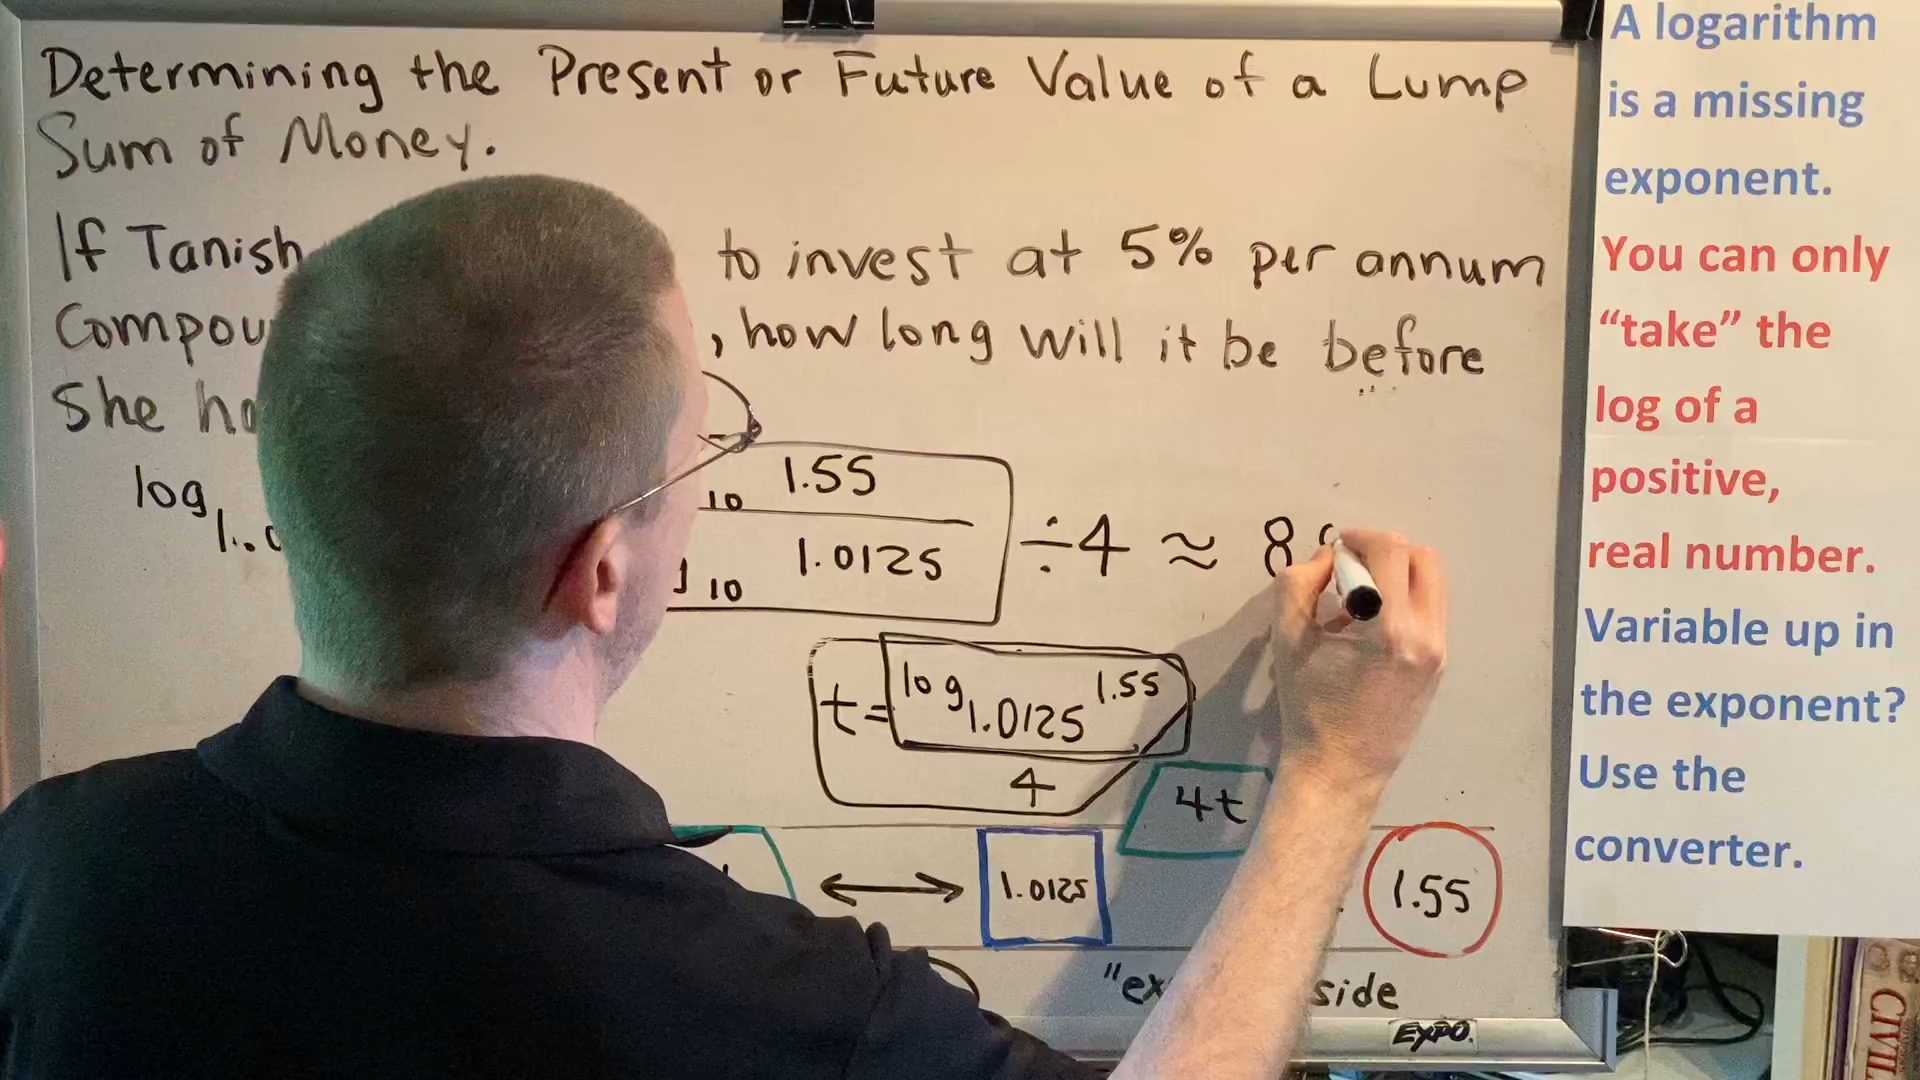 Determining the Present or Future Value of a Lump
Sum of Money.
If Tanish to invest at 5% per annum
Compou , how long will it be before
She ha
log 1.0
10 1.55
10 1.0125
÷4 ≈ 8
t= log 1.0125 1.55
4
4t
↔ 1.0125
1.55
side
EXPO
A logarithm
is a missing
exponent.
You can only
“take” the
log of a
positive,
real number.
Variable up in
the exponent?
Use the
converter.
CIVIL